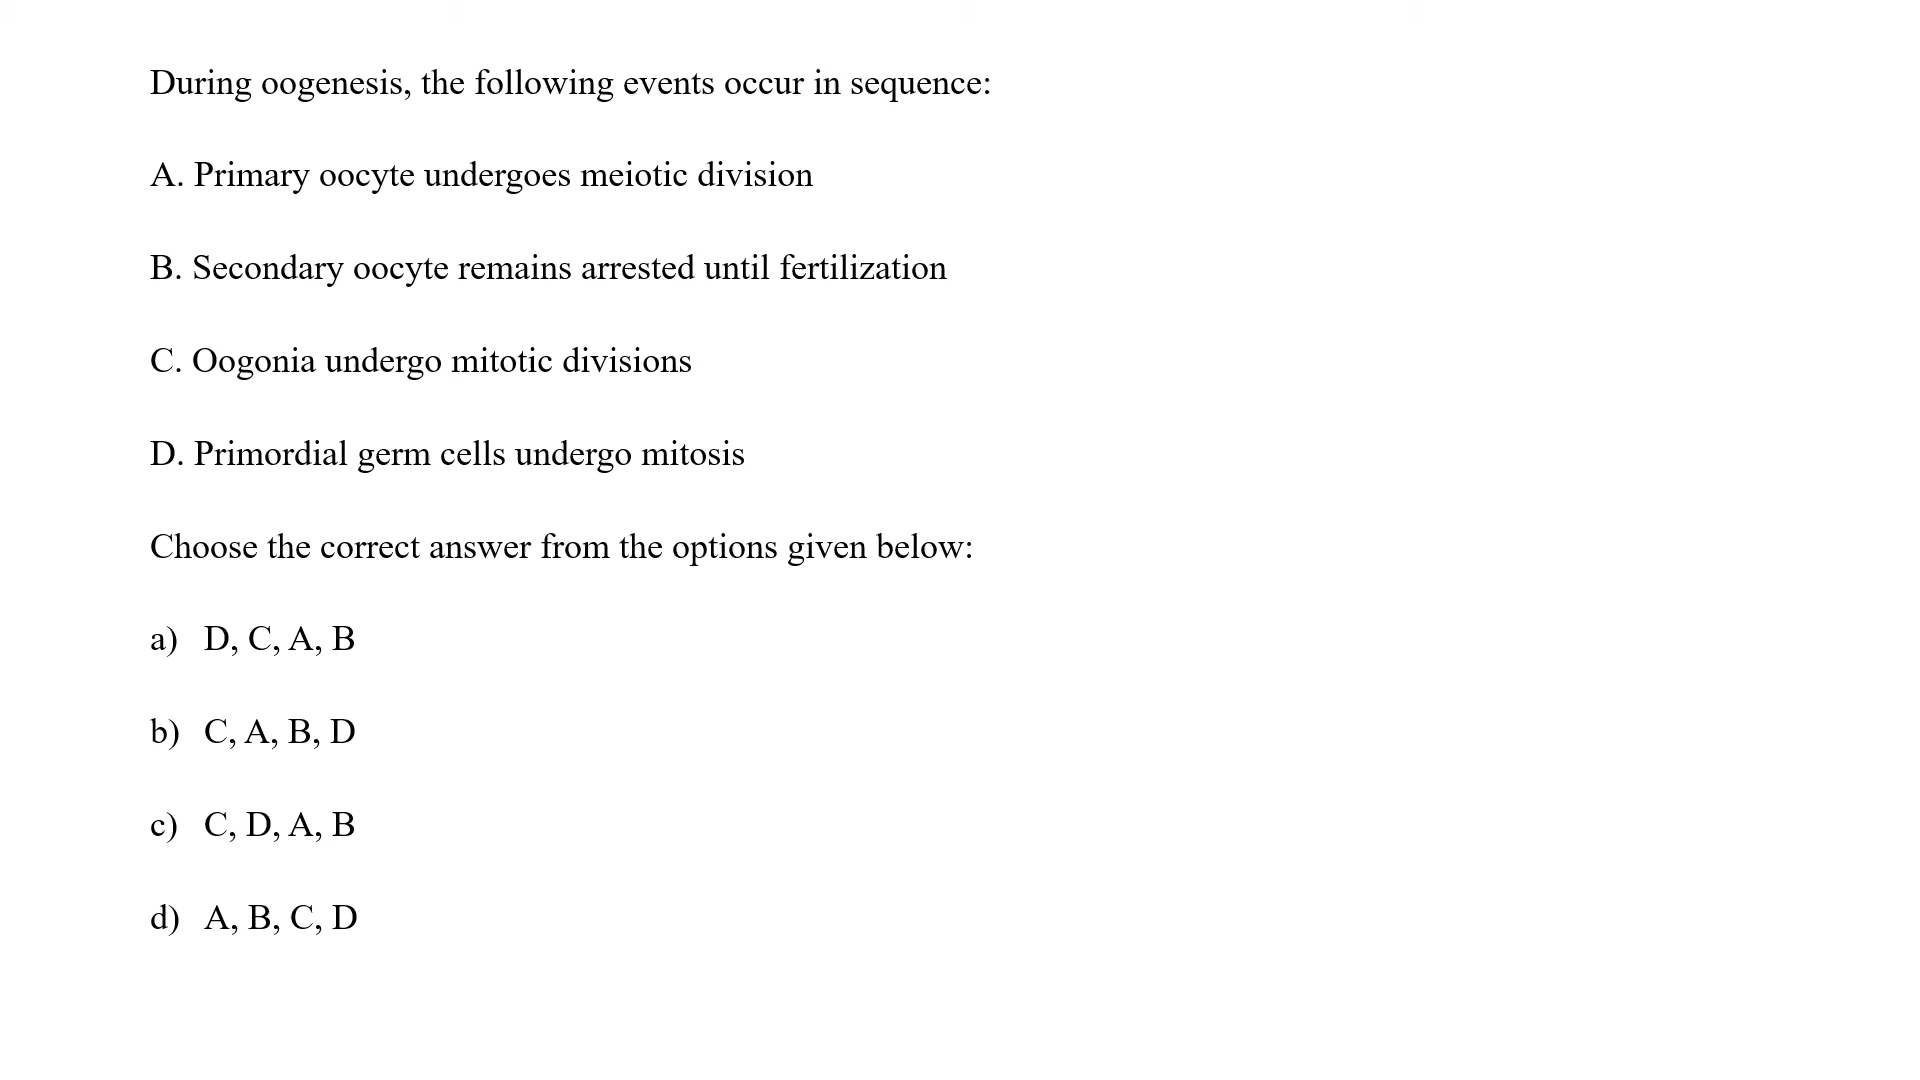 During oogenesis, the following events occur in sequence:
A. Primary oocyte undergoes meiotic division
B. Secondary oocyte remains arrested until fertilization
C. Oogonia undergo mitotic divisions
D. Primordial germ cells undergo mitosis
Choose the correct answer from the options given below:
a) D, C, A, B
b) C, A, B, D
c) C, D, A, B
d) A, B, C, D